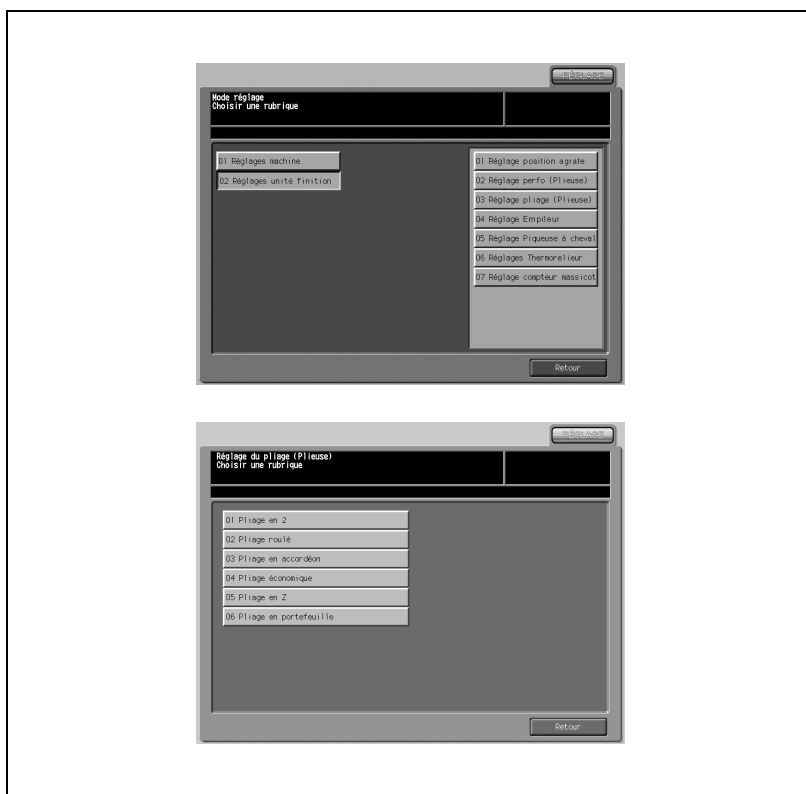 RÉGLAGE
Mode réglage
Choisir une rubrique
01 Réglages machine
02 Réglages unité finition
01 Réglage position agrafe
02 Réglage perfo (Plieuse)
03 Réglage pliage (Plieuse)
04 Réglage Empileur
05 Réglage Piqueuse à cheval
06 Réglages Thermorelieur
07 Réglage compteur massicot
Retour
RÉGLAGE
Réglage du pliage (Plieuse)
Choisir une rubrique
01 Pliage en 2
02 Pliage roulé
03 Pliage en accordéon
04 Pliage économique
05 Pliage en Z
06 Pliage en portefeuille
Retour